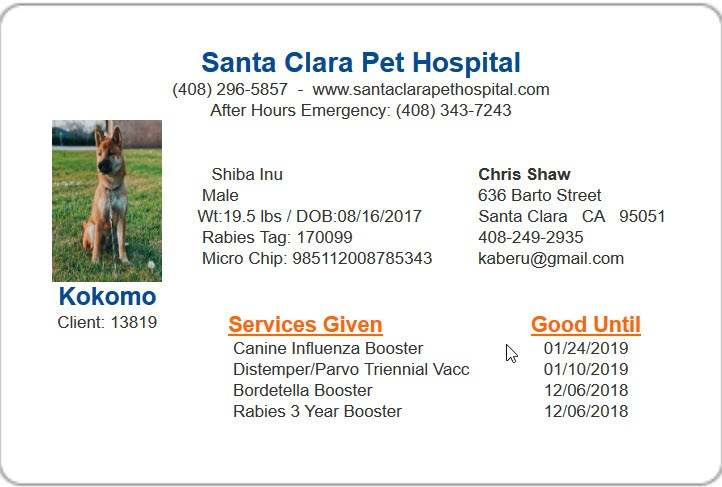 Santa Clara Pet Hospital
(408) 296-5857 - www.santaclarapethospital.com
After Hours Emergency: (408) 343-7243
Shiba Inu
Male
Wt:19.5 lbs / DOB:08/16/2017
Rabies Tag: 170099
Micro Chip: 985112008785343
Chris Shaw
636 Barto Street
Santa Clara CA 95051
408-249-2935
kaberu@gmail.com
Kokomo
Client: 13819
Services Given Good Until
Canine Influenza Booster 01/24/2019
Distemper/Parvo Triennial Vacc 01/10/2019
Bordetella Booster 12/06/2018
Rabies 3 Year Booster 12/06/2018